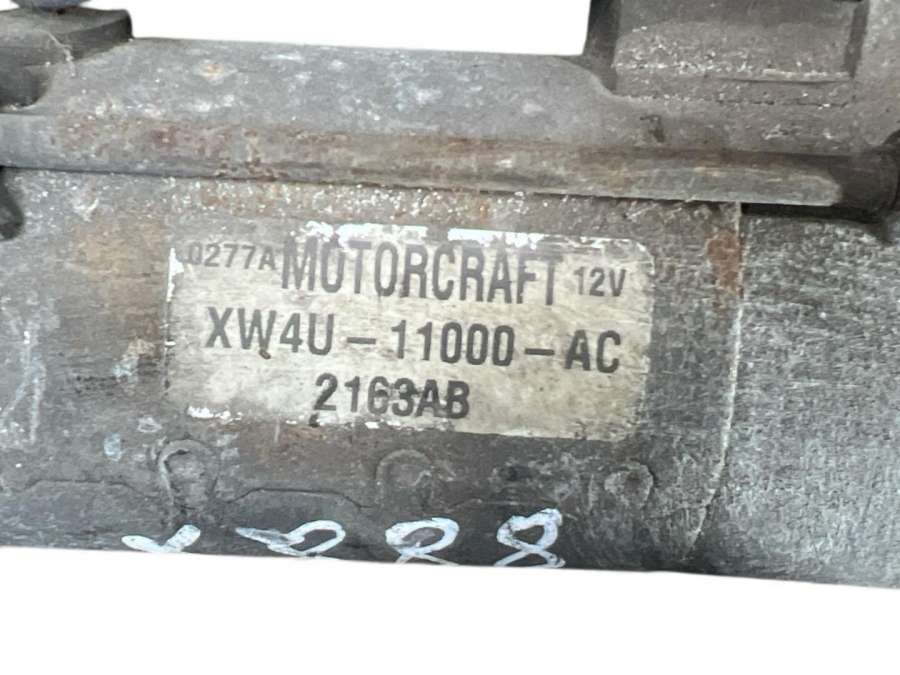 0277A MOTORCRAFT 12V
XW4U-11000-AC
2163AB